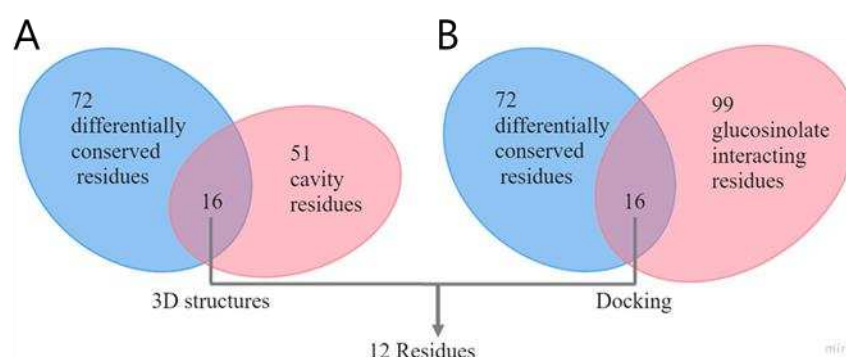 A
B
72
differentially
conserved
residues
51
cavity
residues
16
72
differentially
conserved
residues
99
glucosinolate
interacting
residues
16
3D structures
Docking
12 Residues